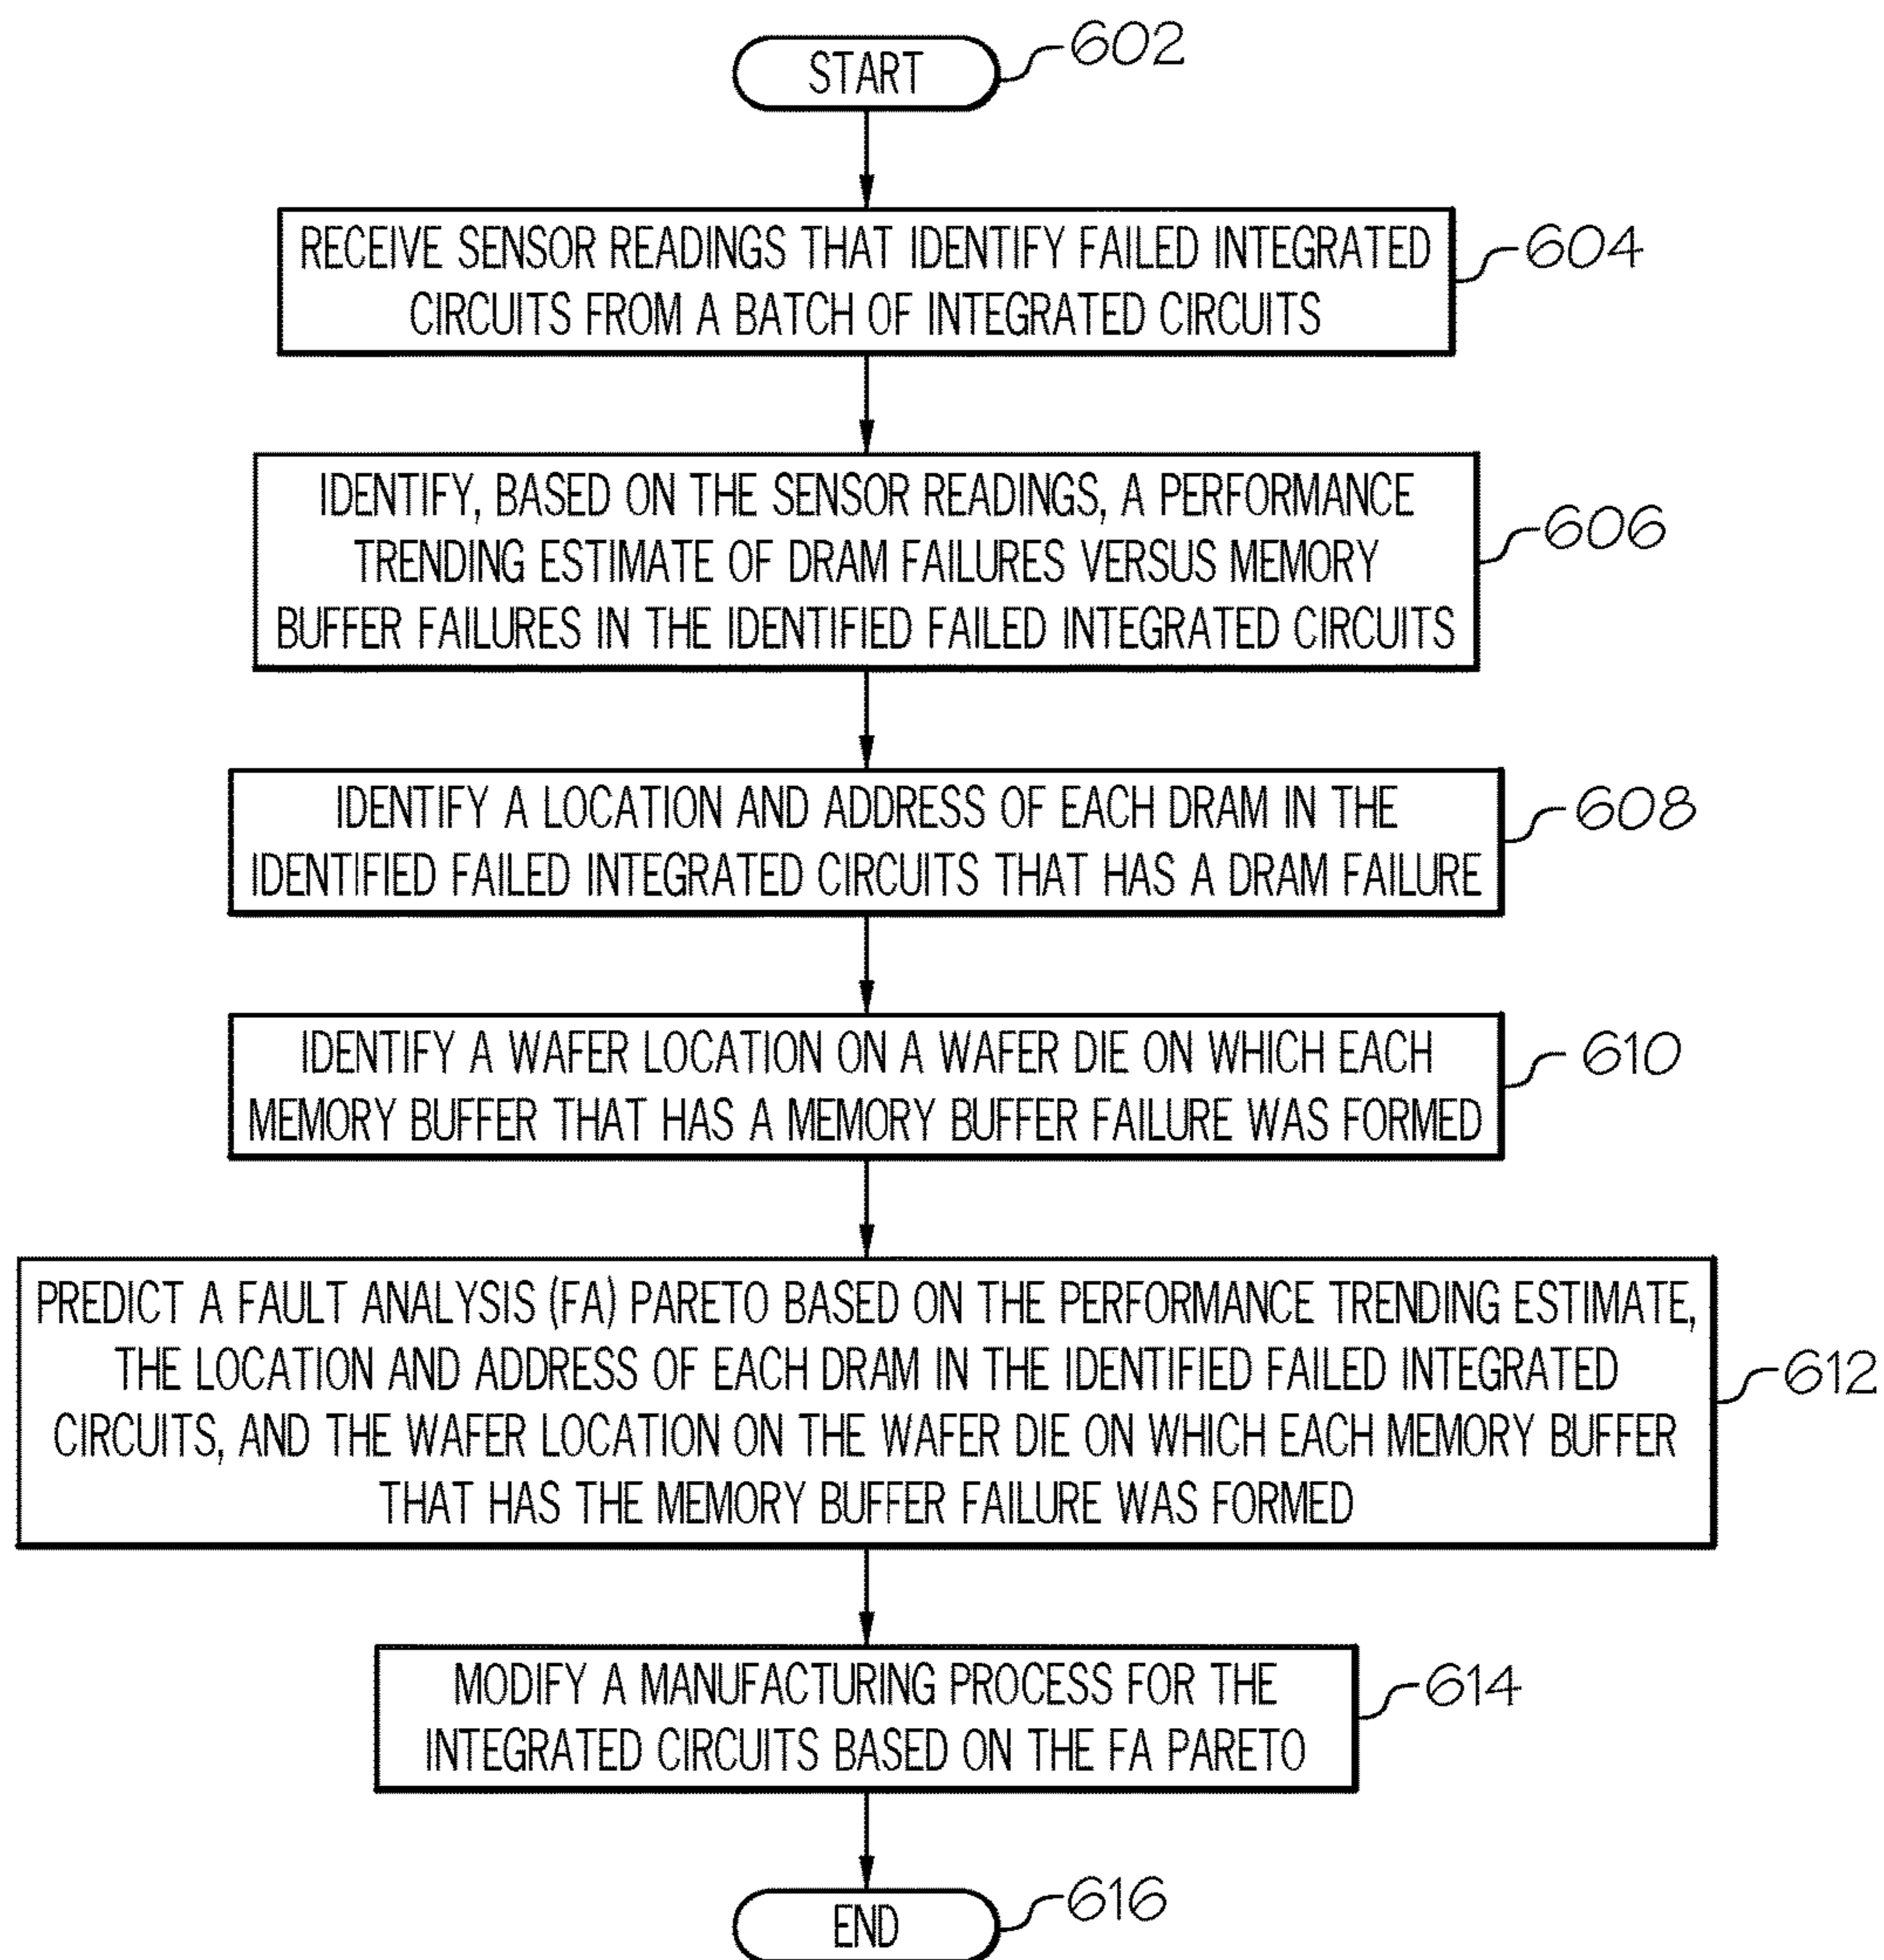 START
602
RECEIVE SENSOR READINGS THAT IDENTIFY FAILED INTEGRATED
CIRCUITS FROM A BATCH OF INTEGRATED CIRCUITS
604
IDENTIFY, BASED ON THE SENSOR READINGS, A PERFORMANCE
TRENDING ESTIMATE OF DRAM FAILURES VERSUS MEMORY
BUFFER FAILURES IN THE IDENTIFIED FAILED INTEGRATED CIRCUITS
606
IDENTIFY A LOCATION AND ADDRESS OF EACH DRAM IN THE
IDENTIFIED FAILED INTEGRATED CIRCUITS THAT HAS A DRAM FAILURE
608
IDENTIFY A WAFER LOCATION ON A WAFER DIE ON WHICH EACH
MEMORY BUFFER THAT HAS A MEMORY BUFFER FAILURE WAS FORMED
610
PREDICT A FAULT ANALYSIS (FA) PARETO BASED ON THE PERFORMANCE TRENDING ESTIMATE,
THE LOCATION AND ADDRESS OF EACH DRAM IN THE IDENTIFIED FAILED INTEGRATED
CIRCUITS, AND THE WAFER LOCATION ON THE WAFER DIE ON WHICH EACH MEMORY BUFFER
THAT HAS THE MEMORY BUFFER FAILURE WAS FORMED
612
MODIFY A MANUFACTURING PROCESS FOR THE
INTEGRATED CIRCUITS BASED ON THE FA PARETO
614
END
616